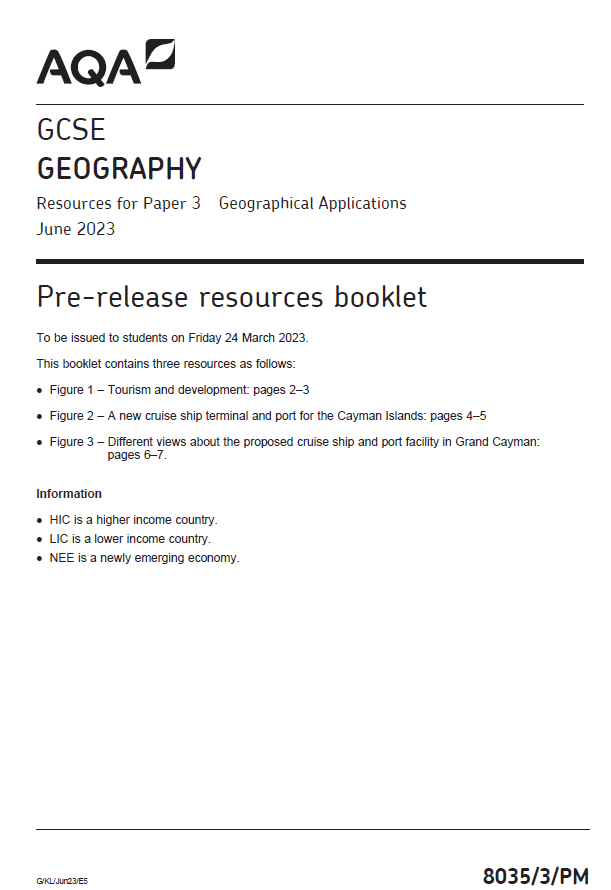 AQA
GCSE
GEOGRAPHY
Resources for Paper 3 Geographical Applications
June 2023
Pre-release resources booklet
To be issued to students on Friday 24 March 2023.
This booklet contains three resources as follows:
• Figure 1 – Tourism and development: pages 2–3
• Figure 2 – A new cruise ship terminal and port for the Cayman Islands: pages 4–5
• Figure 3 – Different views about the proposed cruise ship and port facility in Grand Cayman:
pages 6–7.
Information
• HIC is a higher income country.
• LIC is a lower income country.
• NEE is a newly emerging economy.
G/KL/Jun23/E5
8035/3/PM